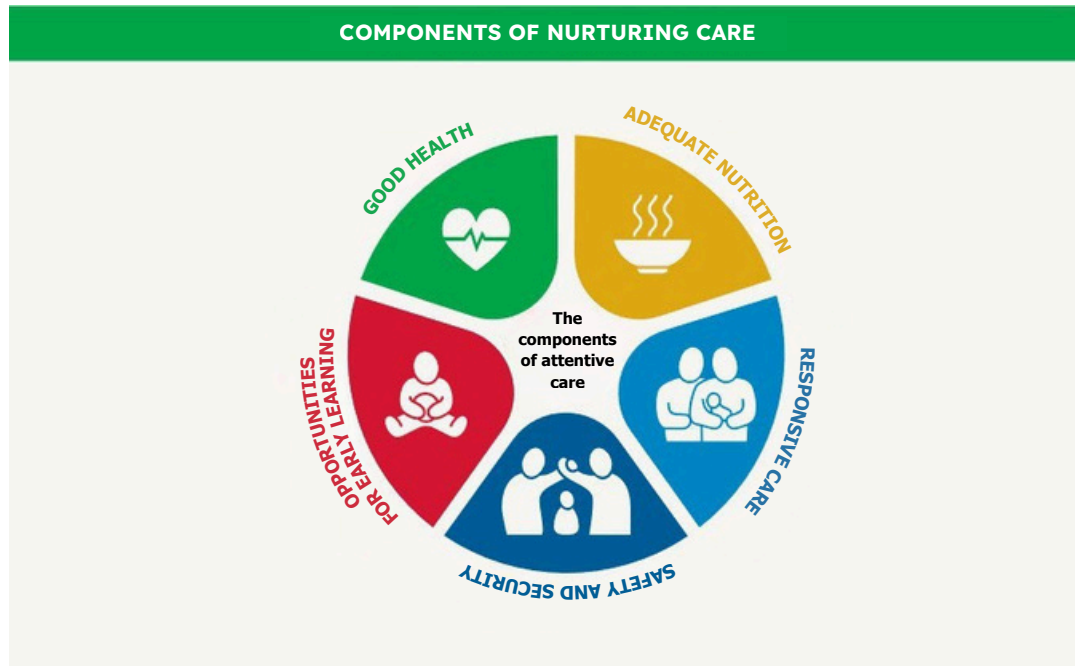 COMPONENTS OF NURTURING CARE
GOOD HEALTH
ADEQUATE NUTRITION
The
components
of attentive
care
OPPORTUNITIES
FOR EARLY LEARNING
RESPONSIVE CARE
SAFETY AND SECURITY